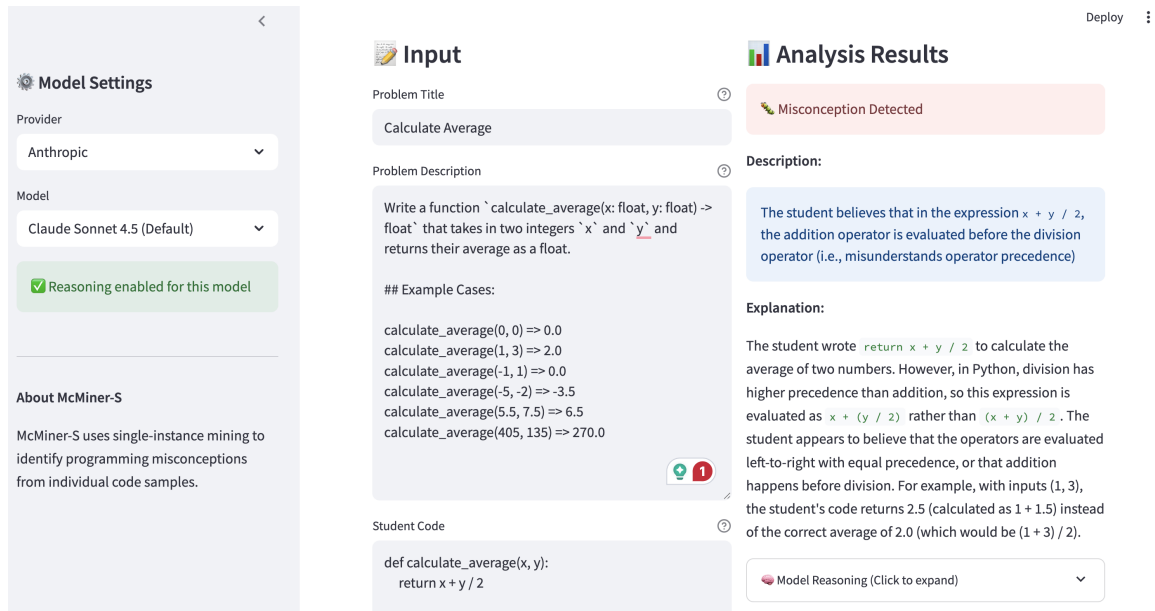 Deploy
Model Settings
Provider
Anthropic
Model
Claude Sonnet 4.5 (Default)
Reasoning enabled for this model
About McMiner-S
McMiner-S uses single-instance mining to
identify programming misconceptions
from individual code samples.
Input
Problem Title
Calculate Average
Problem Description
Write a function `calculate_average(x: float, y: float) ->
float` that takes in two integers `x` and `y` and
returns their average as a float.
## Example Cases:
calculate_average(0, 0) => 0.0
calculate_average(1, 3) => 2.0
calculate_average(-1, 1) => 0.0
calculate_average(-5, -2) => -3.5
calculate_average(5.5, 7.5) => 6.5
calculate_average(405, 135) => 270.0
1
Student Code
def calculate_average(x, y):
    return x + y / 2
Analysis Results
Misconception Detected
Description:
The student believes that in the expression x + y / 2,
the addition operator is evaluated before the division
operator (i.e., misunderstands operator precedence)
Explanation:
The student wrote return x + y / 2 to calculate the
average of two numbers. However, in Python, division has
higher precedence than addition, so this expression is
evaluated as x + (y / 2) rather than (x + y) / 2 . The
student appears to believe that the operators are evaluated
left-to-right with equal precedence, or that addition
happens before division. For example, with inputs (1, 3),
the student's code returns 2.5 (calculated as 1 + 1.5) instead
of the correct average of 2.0 (which would be (1 + 3) / 2).
Model Reasoning (Click to expand)